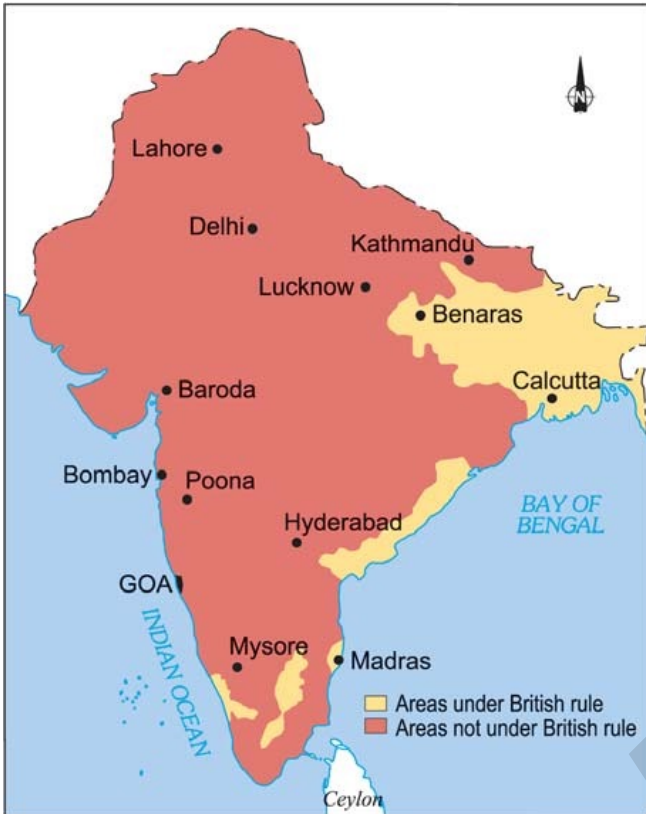 N
Lahore
Delhi
Kathmandu
Lucknow
Benaras
Calcutta
Baroda
Bombay
Poona
BAY OF
BENGAL
Hyderabad
GOA
INDIAN OCEAN
Mysore
Madras
Areas under British rule
Areas not under British rule
Ceylon